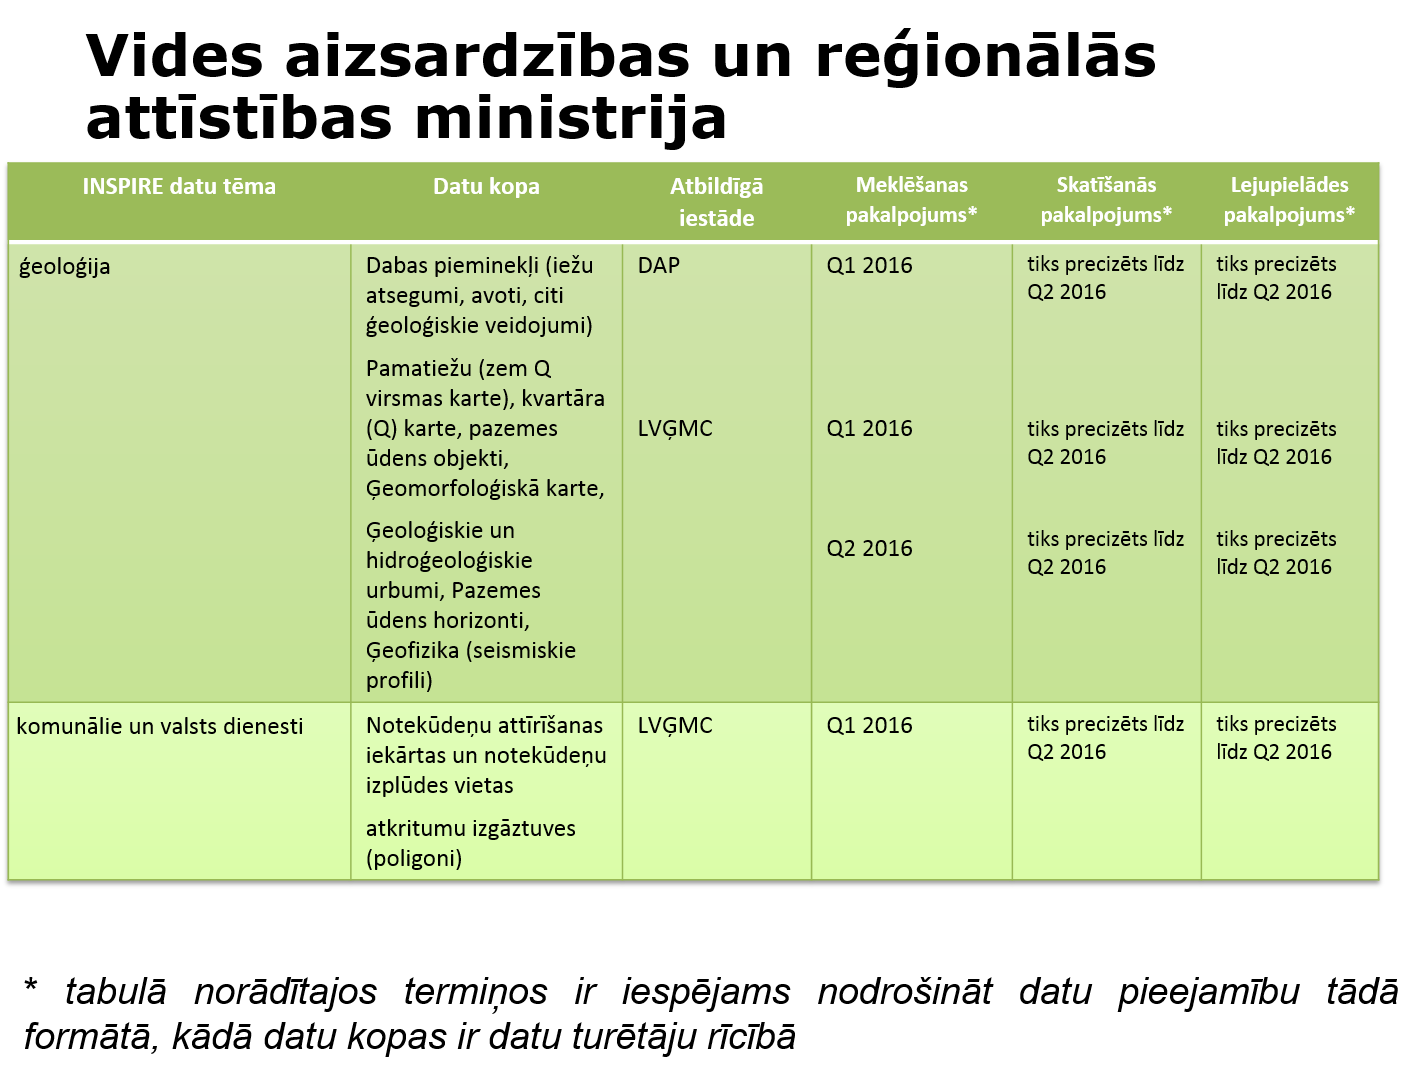 Vides aizsardzības un reģionālās
attīstības ministrija
INSPIRE datu tēma
Datu kopa
Atbildīgā
iestāde
Meklēšanas
pakalpojums*
Skatīšanās
pakalpojums*
Lejupielādes
pakalpojums*
ģeoloģija
Dabas pieminekļi (iežu
atsegumi, avoti, citi
ģeoloģiskie veidojumi)
DAP
Q1 2016
tiks precizēts līdz
Q2 2016
tiks precizēts
līdz Q2 2016
Pamatiežu (zem Q
virsmas karte), kvartāra
(Q) karte, pazemes
ūdens objekti,
Ģeomorfoloģiskā karte,
LVĢMC
Q1 2016
tiks precizēts līdz
Q2 2016
tiks precizēts
līdz Q2 2016
Ģeoloģiskie un
hidroģeoloģiskie
urbumi, Pazemes
ūdens horizonti,
Ģeofizika (seismiskie
profili)
Q2 2016
tiks precizēts līdz
Q2 2016
tiks precizēts
līdz Q2 2016
komunālie un valsts dienesti
Notekūdeņu attīrīšanas
iekārtas un notekūdeņu
izplūdes vietas
atkritumu izgāztuves
(poligoni)
LVĢMC
Q1 2016
tiks precizēts līdz
Q2 2016
tiks precizēts
līdz Q2 2016
* tabulā norādītajos termiņos ir iespējams nodrošināt datu pieejamību tādā
formātā, kādā datu kopas ir datu turētāju rīcībā